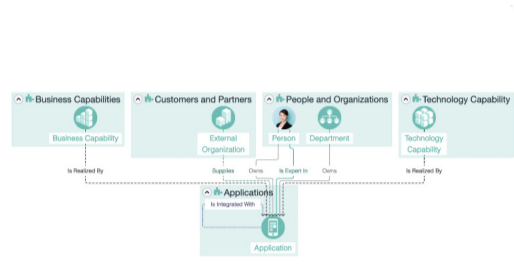 Business Capabilities
Customers and Partners
People and Organizations
Technology Capability
Business Capability
External
Organization
Person
Department
Technology
Capability
Is Realized By
Supplies
Owns
Is Expert In
Owns
Is Realized By
Applications
Is Integrated With
Application